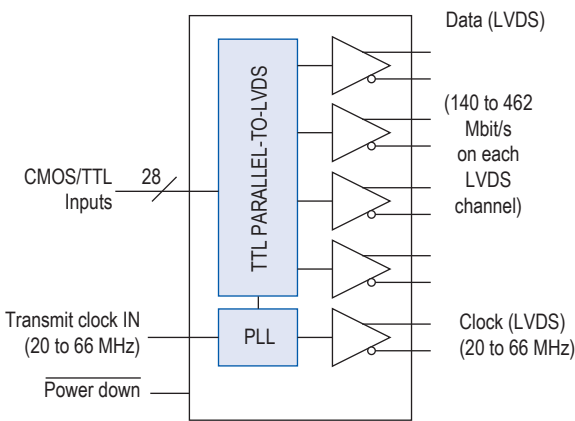 Data (LVDS)
TTL PARALLEL-TO-LVDS
(140 to 462
Mbit/s
on each
LVDS
channel)
CMOS/TTL
Inputs
28
Transmit clock IN
(20 to 66 MHz)
PLL
Clock (LVDS)
(20 to 66 MHz)
Power down